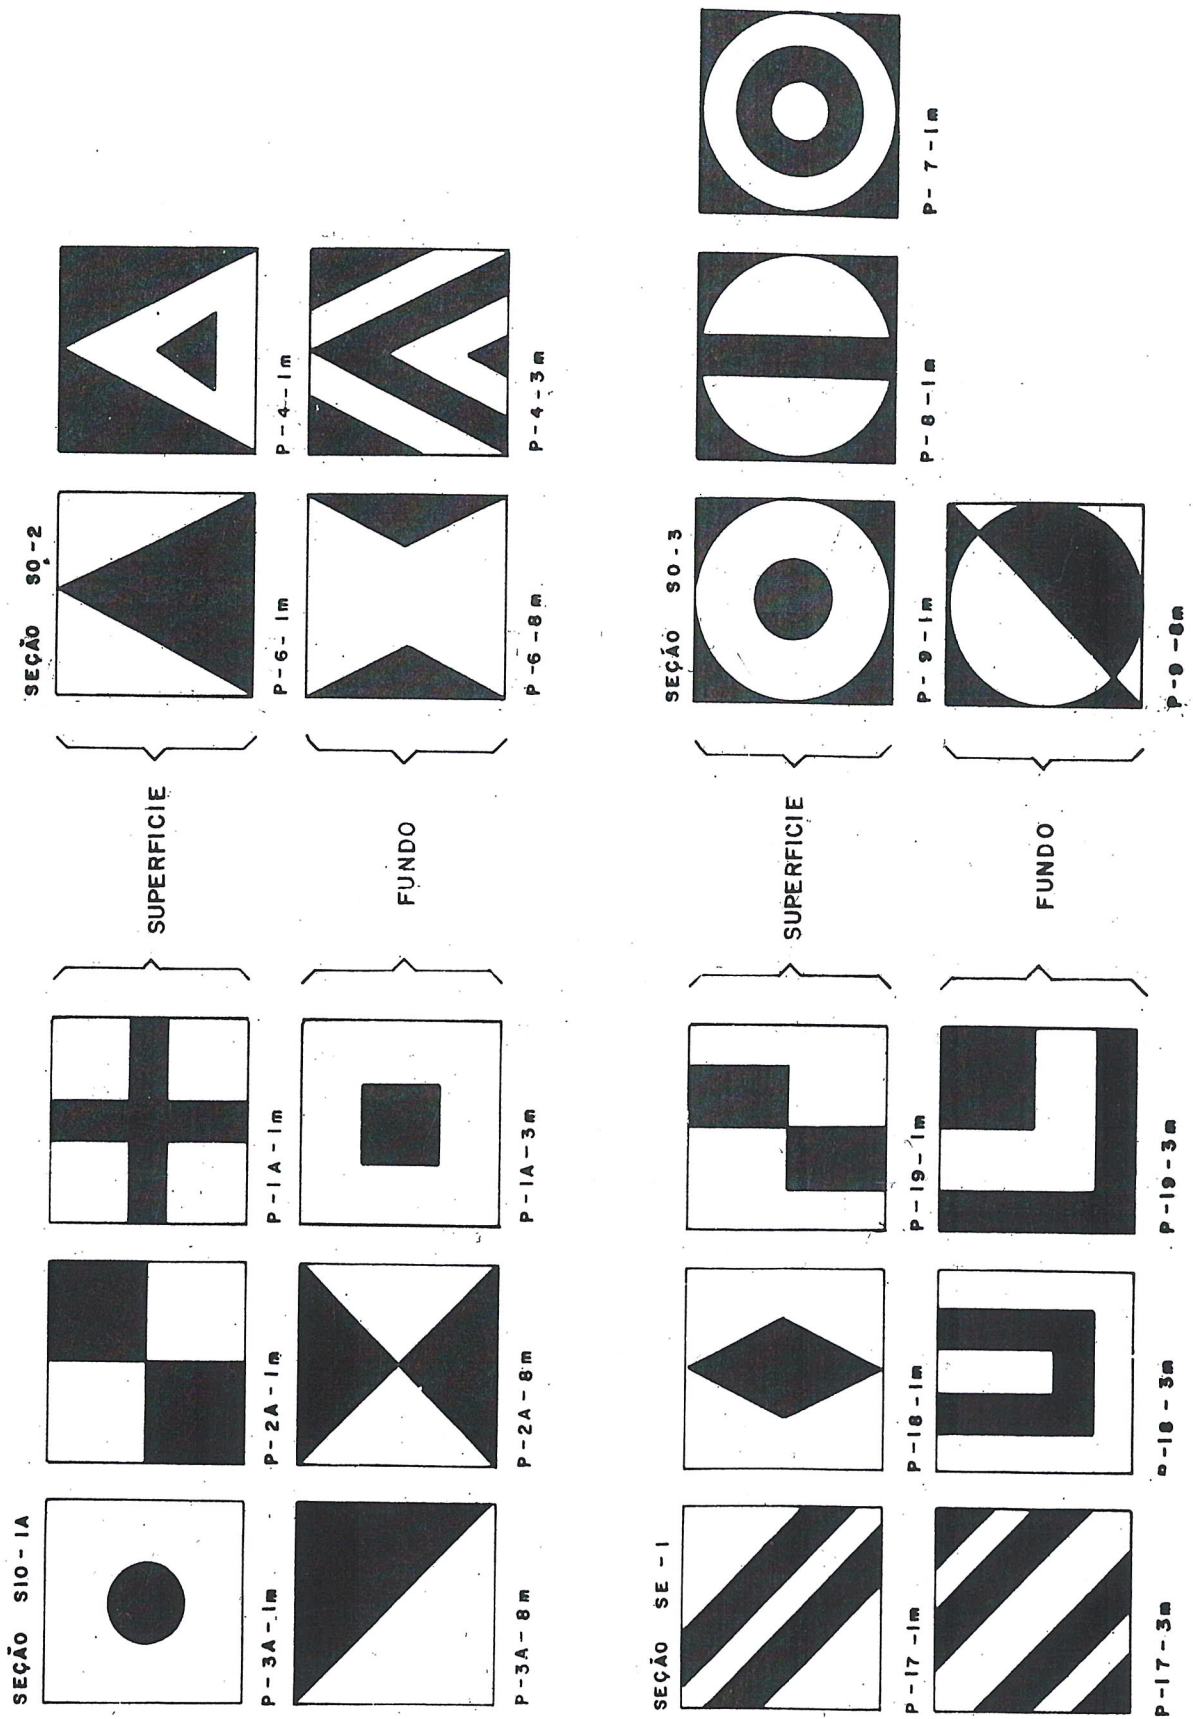 SEÇÃO SIO-IA
P-3A-1m
P-2A-1m
P-1A-1m
SUPERFICIE
P-3A-8m
P-2A-8m
P-1A-3m
FUNDO
SEÇÃO SO-2
P-6-1m
P-4-1m
P-6-8m
P-4-3m
SEÇÃO SE-1
P-17-1m
P-18-1m
P-19-1m
SUPERFICIE
P-17-3m
P-18-3m
P-19-3m
FUNDO
SEÇÃO SO-3
P-9-1m
P-8-1m
P-7-1m
P-9-8m